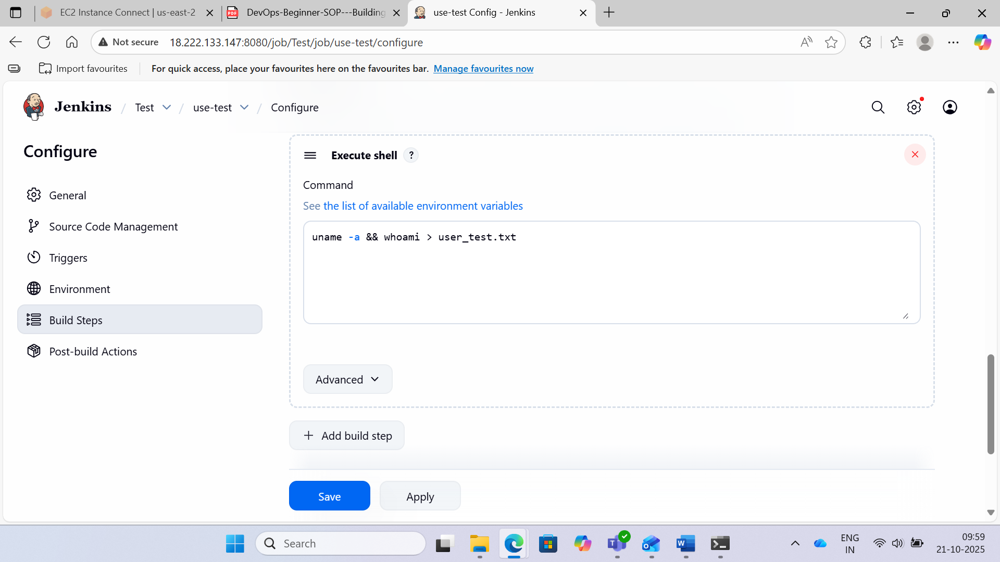 EC2 Instance Connect | us-east-2
PDF
DevOps-Beginner-SOP---Building
use-test Config - Jenkins
Not secure
18.222.133.147:8080/job/Test/job/use-test/configure
Import favourites
For quick access, place your favourites here on the favourites bar. Manage favourites now
Jenkins / Test / use-test / Configure
Configure
General
Source Code Management
Triggers
Environment
Build Steps
Post-build Actions
Execute shell ?
Command
See the list of available environment variables
uname -a && whoami > user_test.txt
Advanced
+ Add build step
Save
Apply
Search
ENG
IN
09:59
21-10-2025